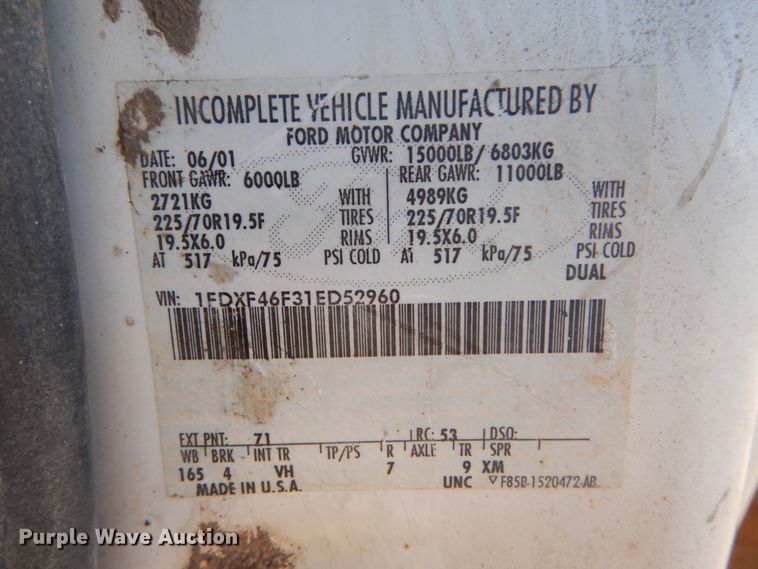 INCOMPLETE VEHICLE MANUFACTURED BY
FORD MOTOR COMPANY
DATE: 06/01 GVWR: 15000LB/ 6803KG
FRONT GAWR: 6000LB REAR GAWR: 11000LB
2721KG WITH 4989KG WITH
225/70R19.5F TIRES 225/70R19.5F TIRES
19.5X6.0 RIMS 19.5X6.0 RIMS
AT 517 kPa/75 PSI COLD AT 517 kPa/75 PSI COLD
DUAL
VIN: 1FDXF46F31ED52960
EXT PNT: 71 RC: 53 DSO:
WB BRK INT TR TP/PS R AXLE TR SPR
165 4 VH 7 9 XM
MADE IN U.S.A. UNC F85B-1520472-AB
Purple Wave Auction